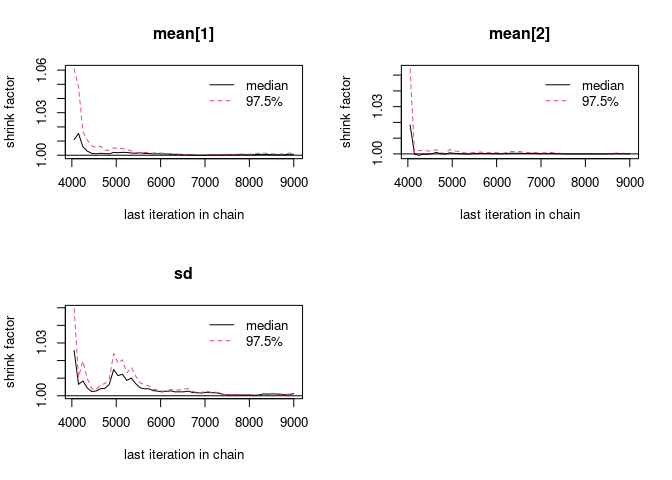 mean[1]
shrink factor
1.00 1.03 1.06
median
97.5%
4000 5000 6000 7000 8000 9000
last iteration in chain
mean[2]
shrink factor
1.00 1.03
median
97.5%
4000 5000 6000 7000 8000 9000
last iteration in chain
sd
shrink factor
1.00 1.03
median
97.5%
4000 5000 6000 7000 8000 9000
last iteration in chain